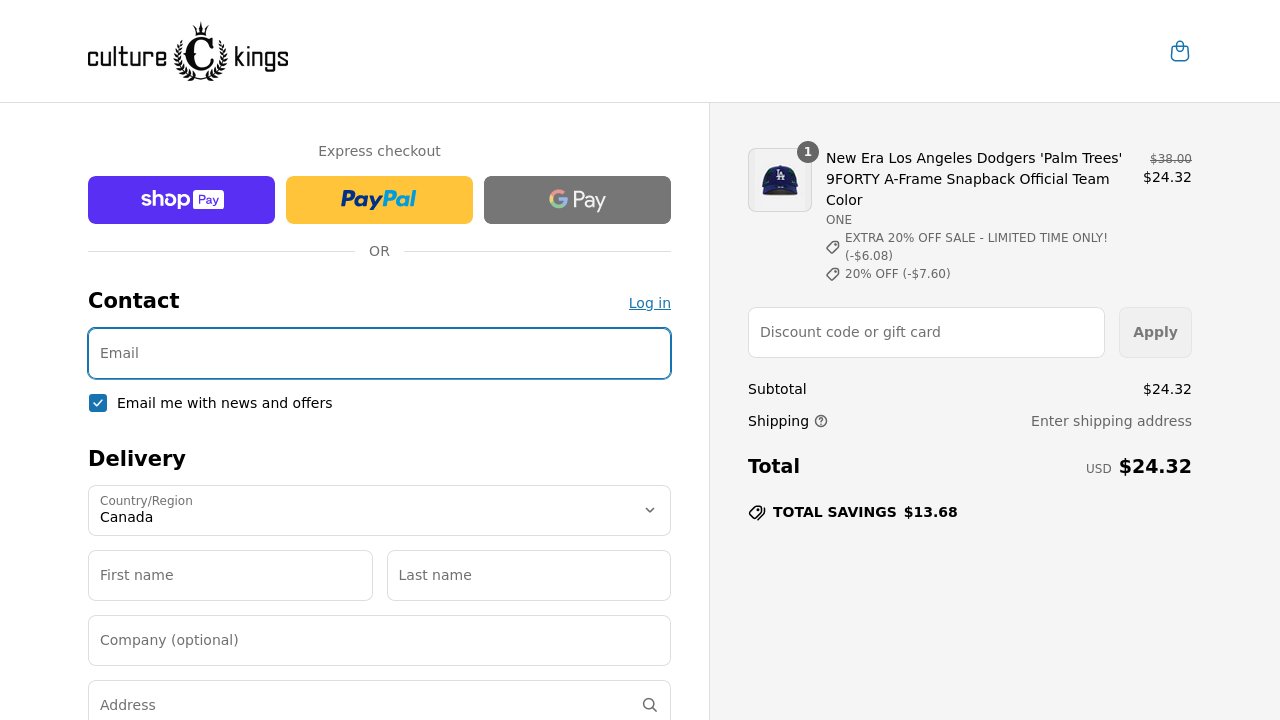 culture C kings
Express checkout
shop Pay
PayPal
G Pay
OR
Contact
Log in
Email
Email me with news and offers
Delivery
Country/Region
Canada
First name
Last name
Company (optional)
Address
1
New Era Los Angeles Dodgers 'Palm Trees'
9FORTY A-Frame Snapback Official Team
Color
ONE
EXTRA 20% OFF SALE - LIMITED TIME ONLY!
(-$6.08)
20% OFF (-$7.60)
$38.00
$24.32
Discount code or gift card
Apply
Subtotal
$24.32
Shipping
Enter shipping address
Total
USD $24.32
TOTAL SAVINGS $13.68